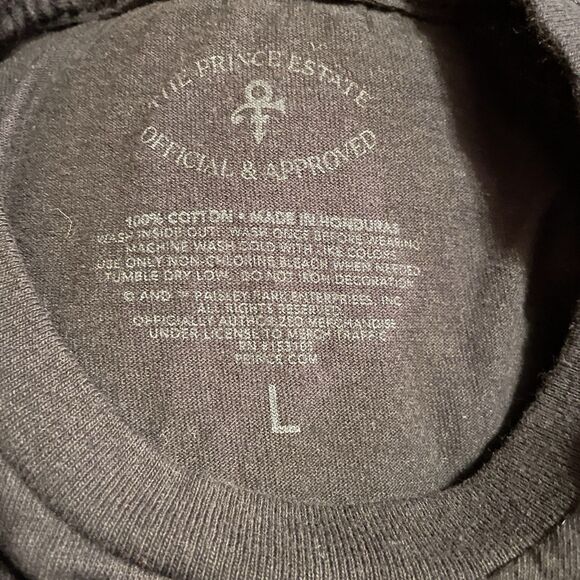 THE PRINCE ESTATE
OFFICIAL & APPROVED
100% COTTON • MADE IN HONDURAS
WASH INSIDE OUT WASH ONCE BEFORE WEARING
MACHINE WASH COLD WITH LIKE COLORS
USE ONLY NON-CHLORINE BLEACH WHEN NEEDED
TUMBLE DRY LOW DO NOT IRON DECORATION
© AND ™ PAISLEY PARK ENTERPRISES, INC.
ALL RIGHTS RESERVED
OFFICIALLY AUTHORIZED MERCHANDISE
UNDER LICENSE TO MERCH TRAFFIC
PRINCE.COM
L